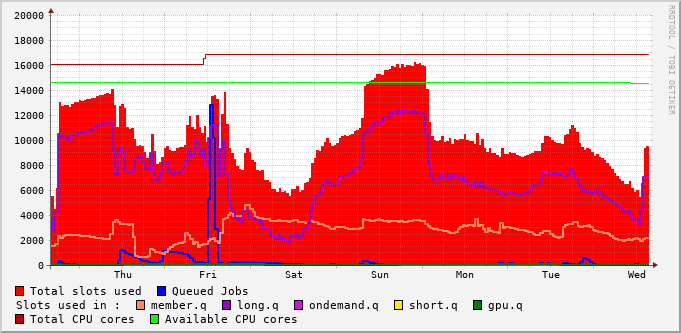 20000
18000
16000
14000
12000
10000
8000
6000
4000
2000
0
Thu Fri Sat Sun Mon Tue Wed
RRDTOOL / TOBI OETIKER
Total slots used Queued Jobs
Slots used in : member.q long.q ondemand.q short.q gpu.q
Total CPU cores Available CPU cores